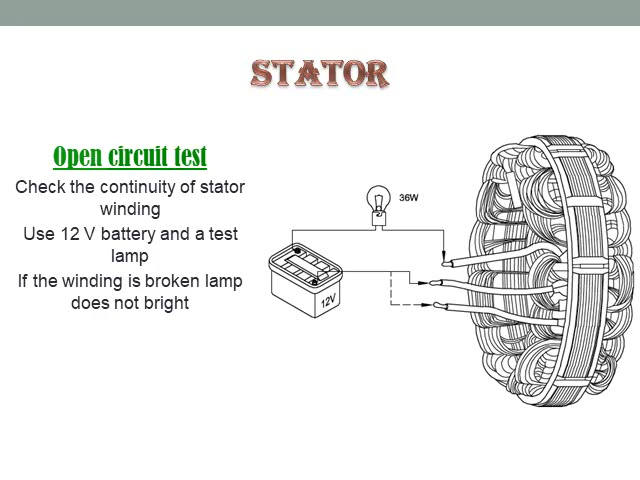 STATOR
Open circuit test
Check the continuity of stator
winding
Use 12 V battery and a test
lamp
If the winding is broken lamp
does not bright
36W
12V